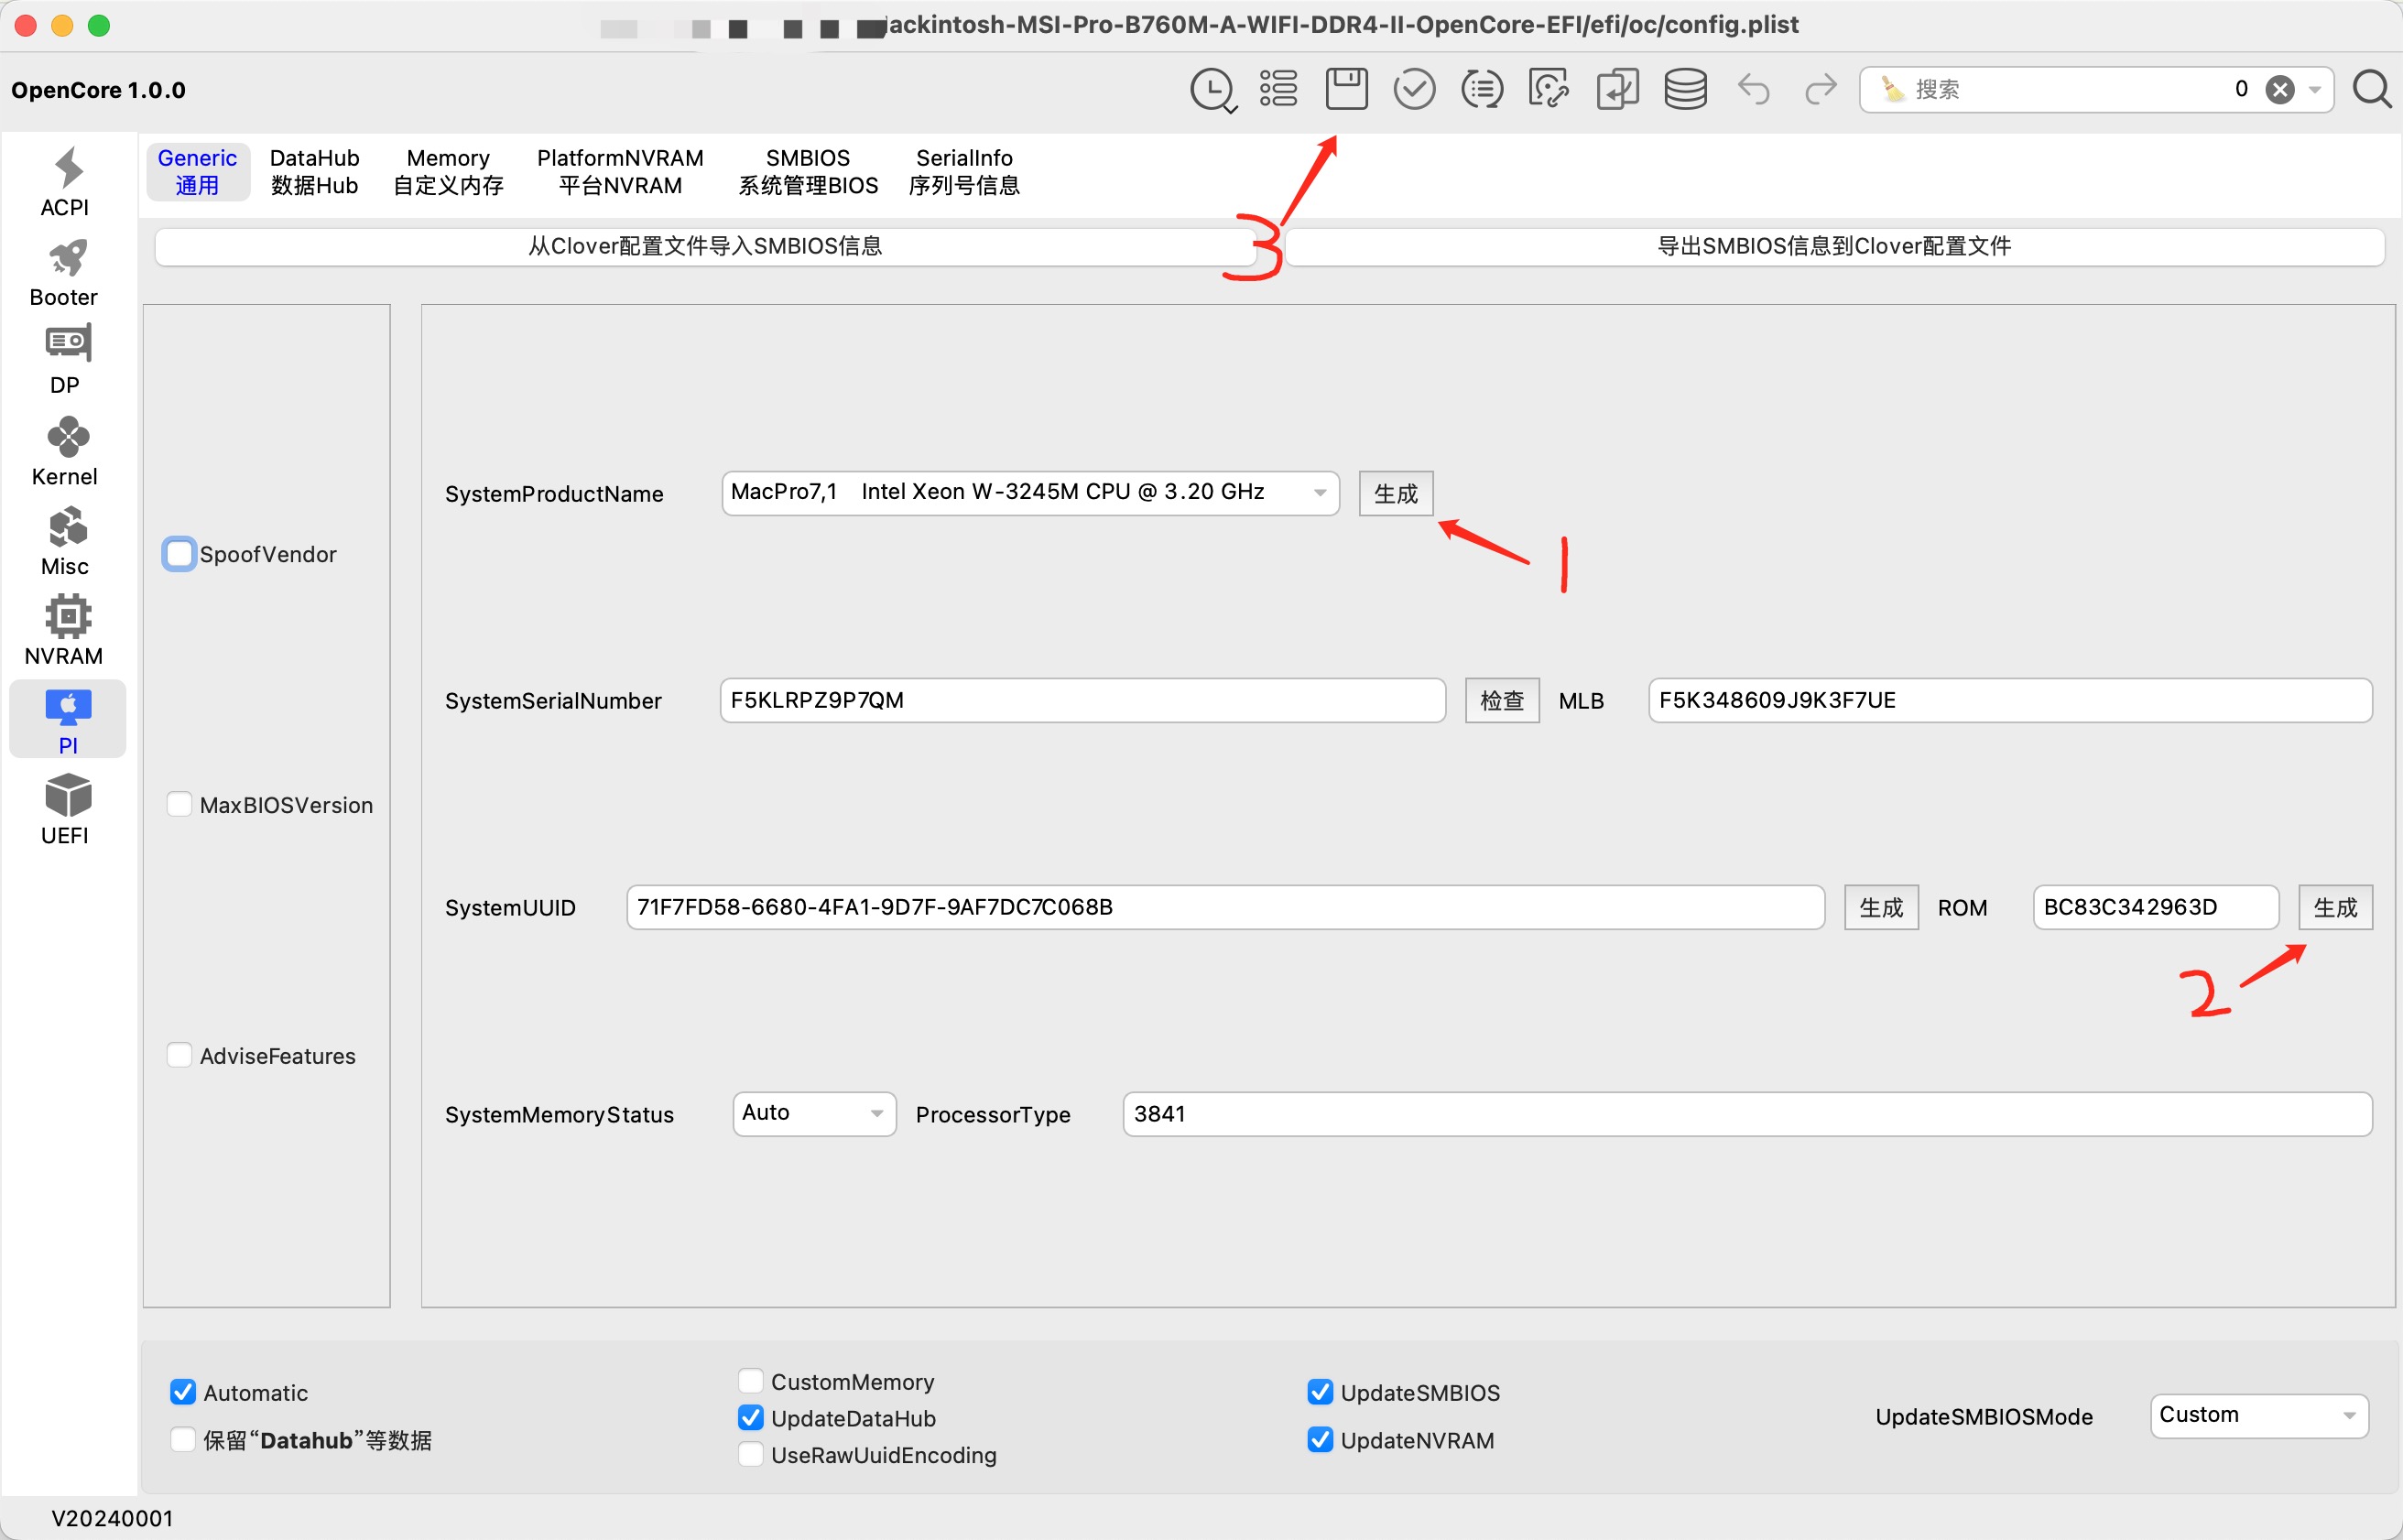 ackintosh-MSI-Pro-B760M-A-WIFI-DDR4-II-OpenCore-EFI/efi/oc/config.plist
OpenCore 1.0.0
搜索 0
Generic 通用
DataHub 数据Hub
Memory 自定义内存
PlatformNVRAM 平台NVRAM
SMBIOS 系统管理BIOS
SerialInfo 序列号信息
ACPI
Booter
DP
Kernel
Misc
NVRAM
PI
UEFI
从Clover配置文件导入SMBIOS信息
3
导出SMBIOS信息到Clover配置文件
SpoofVendor
MaxBIOSVersion
AdviseFeatures
SystemProductName MacPro7,1 Intel Xeon W-3245M CPU @ 3.20 GHz 生成
1
SystemSerialNumber F5KLRPZ9P7QM 检查 MLB F5K348609J9K3F7UE
SystemUUID 71F7FD58-6680-4FA1-9D7F-9AF7DC7C068B 生成 ROM BC83C342963D 生成
2
SystemMemoryStatus Auto ProcessorType 3841
Automatic
保留“Datahub”等数据
CustomMemory
UpdateDataHub
UseRawUuidEncoding
UpdateSMBIOS
UpdateNVRAM
UpdateSMBIOSMode Custom
V20240001